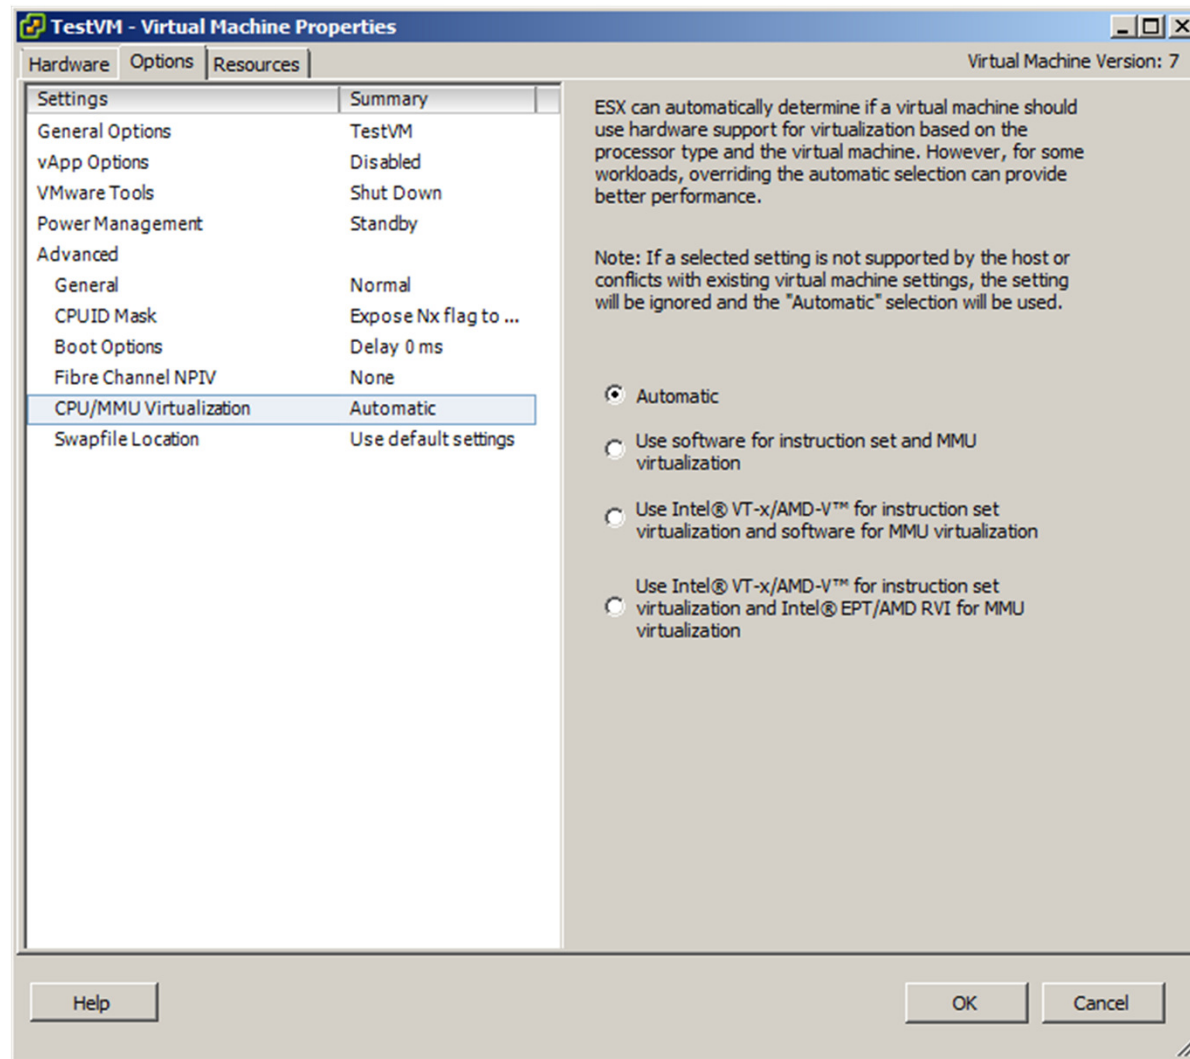 TestVM - Virtual Machine Properties
Hardware Options Resources Virtual Machine Version: 7
Settings Summary
General Options TestVM
vApp Options Disabled
VMware Tools Shut Down
Power Management Standby
Advanced
General Normal
CPUID Mask Expose Nx flag to ...
Boot Options Delay 0 ms
Fibre Channel NPIV None
CPU/MMU Virtualization Automatic
Swapfile Location Use default settings
ESX can automatically determine if a virtual machine should
use hardware support for virtualization based on the
processor type and the virtual machine. However, for some
workloads, overriding the automatic selection can provide
better performance.
Note: If a selected setting is not supported by the host or
conflicts with existing virtual machine settings, the setting
will be ignored and the "Automatic" selection will be used.
Automatic
Use software for instruction set and MMU
virtualization
Use Intel® VT-x/AMD-V™ for instruction set
virtualization and software for MMU virtualization
Use Intel® VT-x/AMD-V™ for instruction set
virtualization and Intel® EPT/AMD RVI for MMU
virtualization
Help OK Cancel